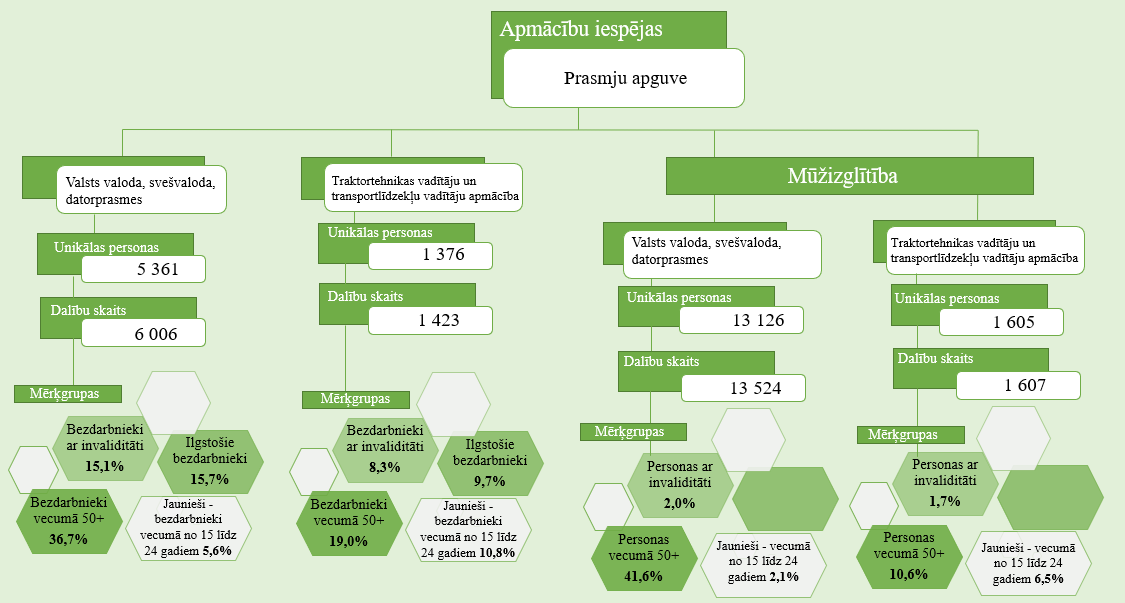 Apmācību iespējas
Prasmju apguve
Valsts valoda, svešvaloda,
datorprasmes
Unikālas personas
5 361
Dalību skaits
6 006
Mērķgrupas
Bezdarbnieki
ar invaliditāti
15,1%
Ilgstošie
bezdarbnieki
15,7%
Bezdarbnieki
vecumā 50+
36,7%
Jaunieši -
bezdarbnieki
vecumā no 15 līdz
24 gadiem 5,6%
Traktortehnikas vadītāju un
transportlīdzekļu vadītāju apmācība
Unikālas personas
1 376
Dalību skaits
1 423
Mērķgrupas
Bezdarbnieki
ar invaliditāti
8,3%
Ilgstošie
bezdarbnieki
9,7%
Bezdarbnieki
vecumā 50+
19,0%
Jaunieši -
bezdarbnieki
vecumā no 15 līdz
24 gadiem 10,8%
Mūžizglītība
Valsts valoda, svešvaloda,
datorprasmes
Unikālas personas
13 126
Dalību skaits
13 524
Mērķgrupas
Personas ar
invaliditāti
2,0%
Personas
vecumā 50+
41,6%
Jaunieši - vecumā
no 15 līdz 24
gadiem 2,1%
Traktortehnikas vadītāju un
transportlīdzekļu vadītāju apmācība
Unikālas personas
1 605
Dalību skaits
1 607
Mērķgrupas
Personas ar
invaliditāti
1,7%
Personas
vecumā 50+
10,6%
Jaunieši - vecumā
no 15 līdz 24
gadiem 6,5%